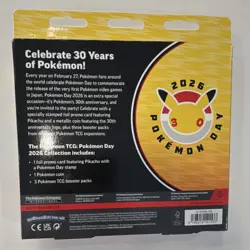 Celebrate 30 Years
of Pokémon!
Every year on February 27, Pokémon fans around
the world celebrate Pokémon Day to commemorate
the release of the very first Pokémon video games
in Japan. Pokémon Day 2026 is an extra special
occasion—it's Pokémon's 30th anniversary, and
you're invited to the party! Celebrate with a
specially stamped foil promo card featuring
Pikachu and a metallic coin featuring the 30th
anniversary logo, plus three booster packs from
Pokémon TCG expansions.
The Pokémon TCG: Pokémon Day
2026 Collection includes:
• 1 foil promo card featuring Pikachu with
a Pokémon Day stamp
• 1 Pokémon coin
• 3 Pokémon TCG booster packs
2026
30
POKÉMON DAY